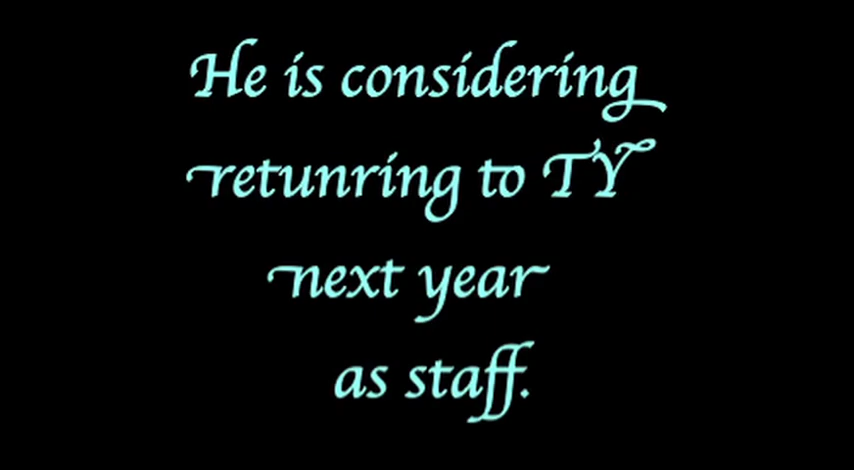 He is considering
retunring to TY
next year
as staff.